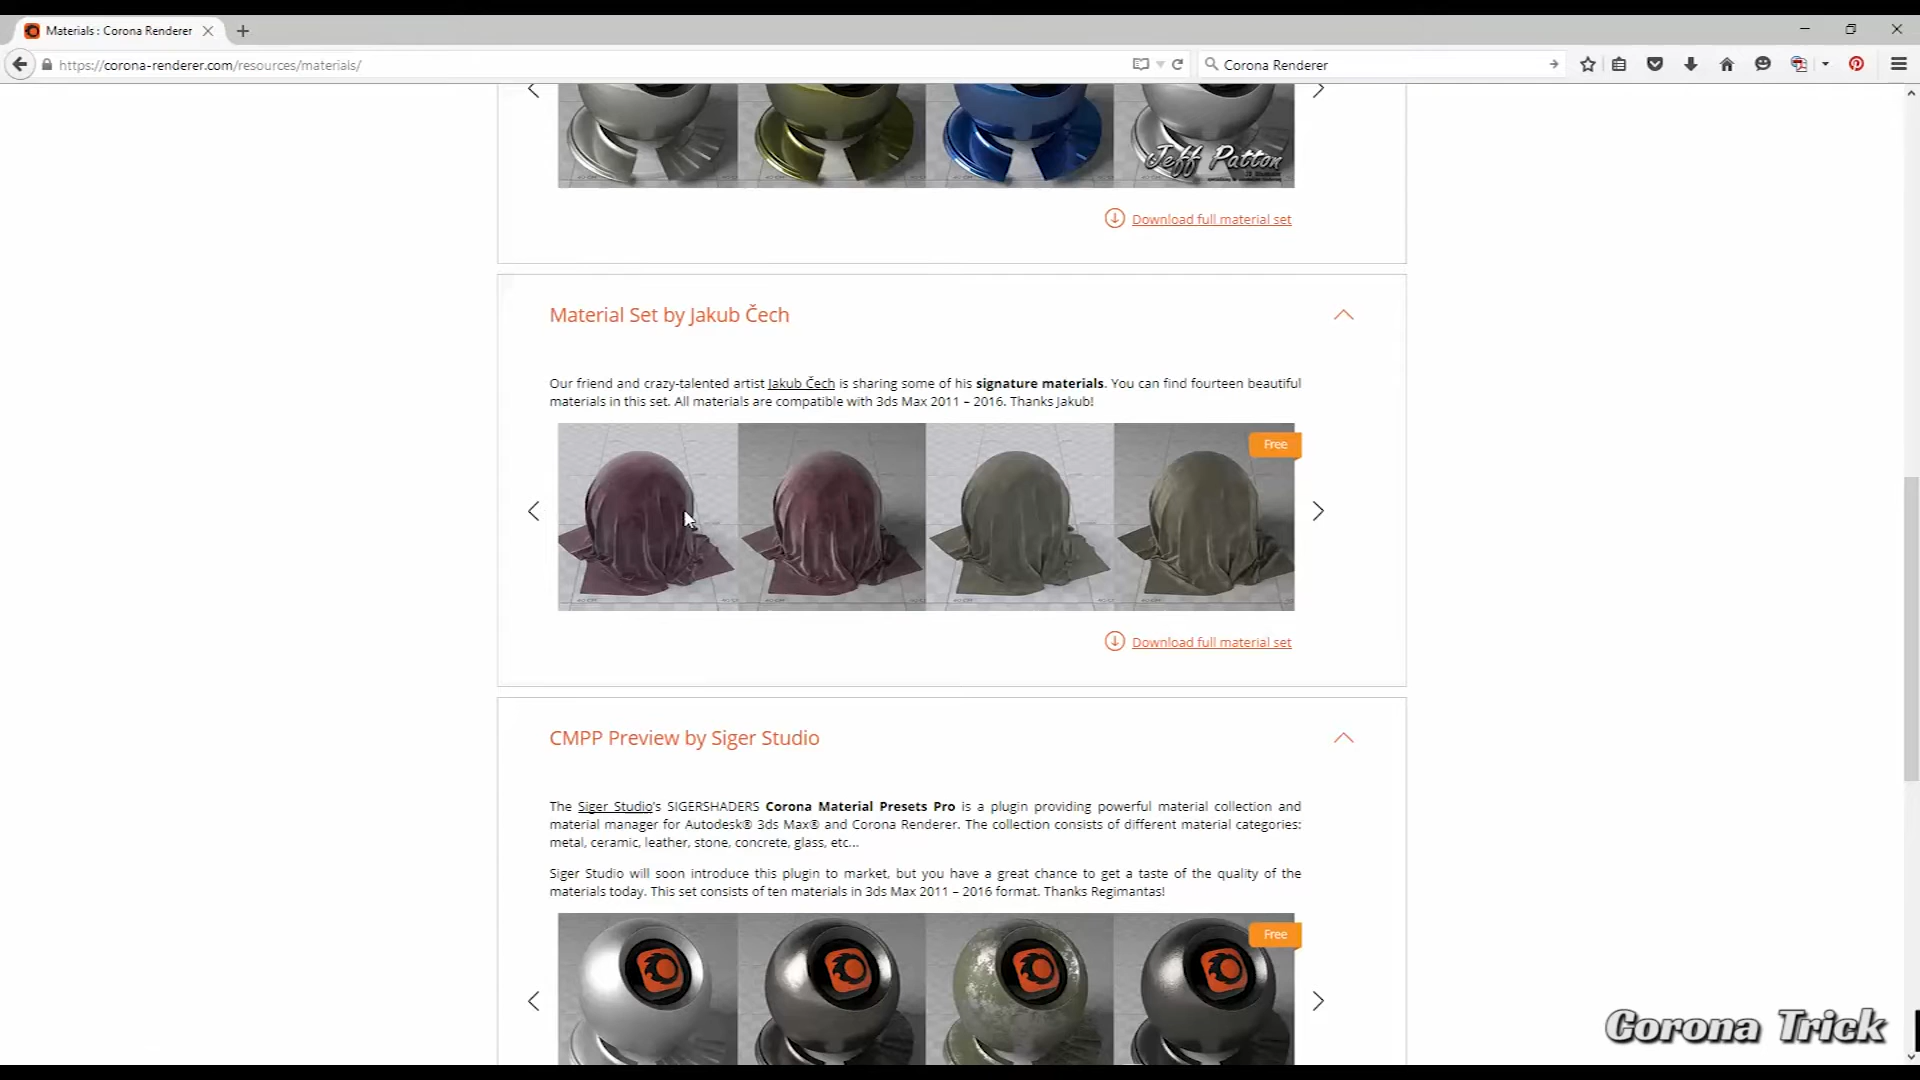 Materials : Corona Renderer
https://corona-renderer.com/resources/materials/
Corona Renderer
Jeff Patton
Download full material set
Material Set by Jakub Čech
Our friend and crazy-talented artist Jakub Čech is sharing some of his signature materials. You can find fourteen beautiful
materials in this set. All materials are compatible with 3ds Max 2011 – 2016. Thanks Jakub!
Free
Download full material set
CMPP Preview by Siger Studio
The Siger Studio's SIGERSHADERS Corona Material Presets Pro is a plugin providing powerful material collection and
material manager for Autodesk® 3ds Max® and Corona Renderer. The collection consists of different material categories:
metal, ceramic, leather, stone, concrete, glass, etc...
Siger Studio will soon introduce this plugin to market, but you have a great chance to get a taste of the quality of the
materials today. This set consists of ten materials in 3ds Max 2011 – 2016 format. Thanks Regimantas!
Free
Corona Trick